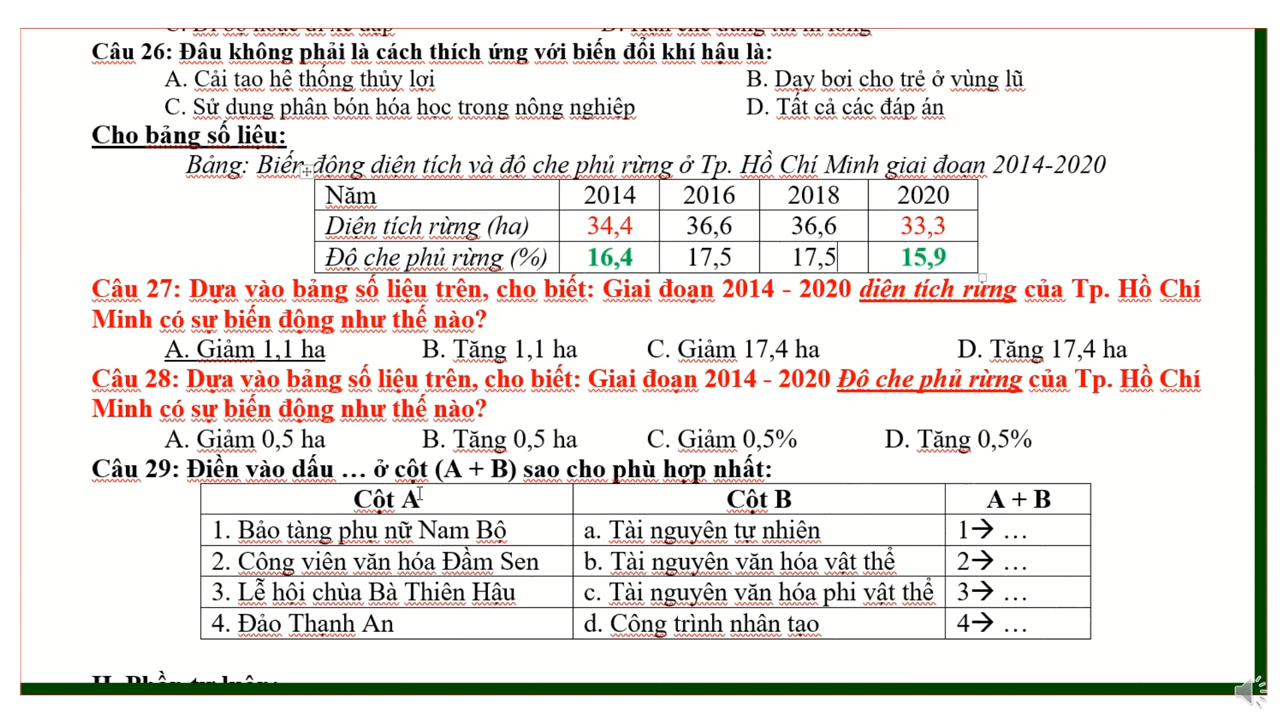 Câu 26: Đâu không phải là cách thích ứng với biến đổi khí hậu là:
A. Cải tạo hệ thống thủy lợi B. Dạy bơi cho trẻ ở vùng lũ
C. Sử dụng phân bón hóa học trong nông nghiệp D. Tất cả các đáp án
Cho bảng số liệu:
Bảng: Biến động diện tích và độ che phủ rừng ở Tp. Hồ Chí Minh giai đoạn 2014-2020
Năm 2014 2016 2018 2020
Diện tích rừng (ha) 34,4 36,6 36,6 33,3
Độ che phủ rừng (%) 16,4 17,5 17,5 15,9
Câu 27: Dựa vào bảng số liệu trên, cho biết: Giai đoạn 2014 - 2020 diện tích rừng của Tp. Hồ Chí
Minh có sự biến động như thế nào?
A. Giảm 1,1 ha B. Tăng 1,1 ha C. Giảm 17,4 ha D. Tăng 17,4 ha
Câu 28: Dựa vào bảng số liệu trên, cho biết: Giai đoạn 2014 - 2020 Độ che phủ rừng của Tp. Hồ Chí
Minh có sự biến động như thế nào?
A. Giảm 0,5 ha B. Tăng 0,5 ha C. Giảm 0,5% D. Tăng 0,5%
Câu 29: Điền vào dấu … ở cột (A + B) sao cho phù hợp nhất:
Cột A Cột B A + B
1. Bảo tàng phụ nữ Nam Bộ a. Tài nguyên tự nhiên 1→ …
2. Công viên văn hóa Đầm Sen b. Tài nguyên văn hóa vật thể 2→ …
3. Lễ hội chùa Bà Thiên Hậu c. Tài nguyên văn hóa phi vật thể 3→ …
4. Đảo Thạnh An d. Công trình nhân tạo 4→ …